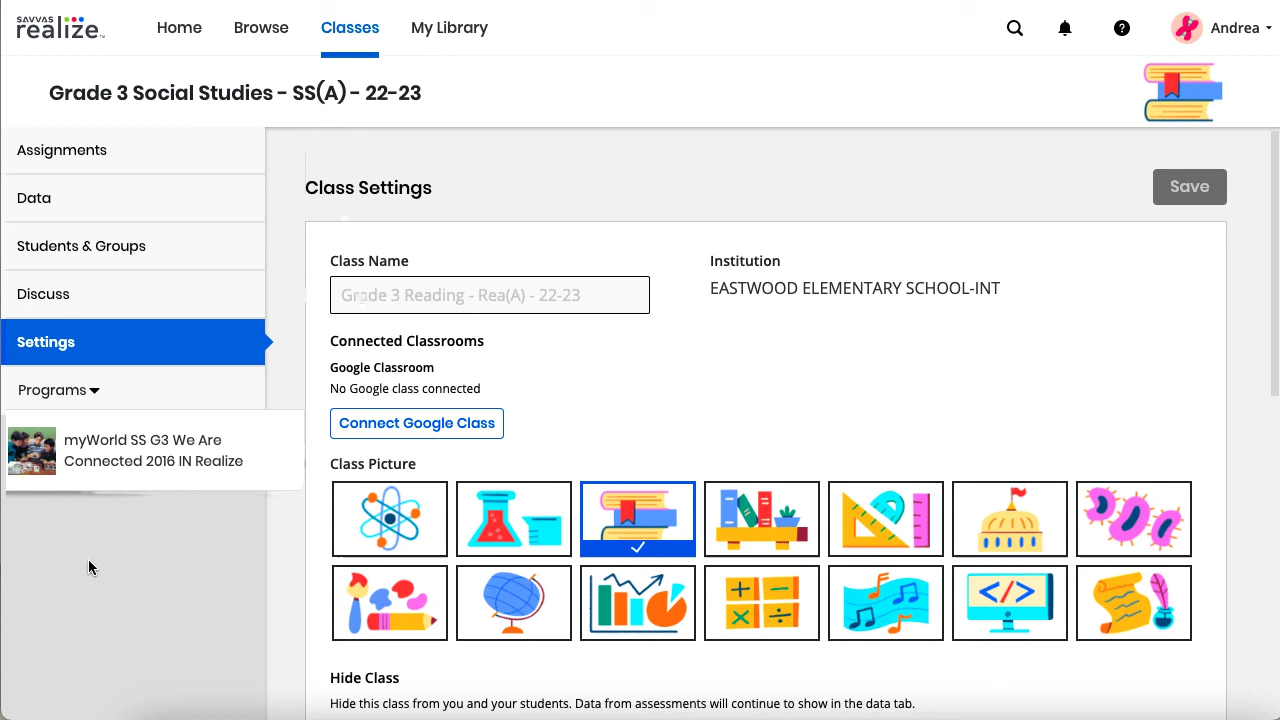 SAVVAS
realize™
Home
Browse
Classes
My Library
?
Andrea
Grade 3 Social Studies - SS(A) - 22-23
Assignments
Data
Students & Groups
Discuss
Settings
Programs
myWorld SS G3 We Are
Connected 2016 IN Realize
Class Settings
Save
Class Name
Grade 3 Reading - Rea(A) - 22-23
Institution
EASTWOOD ELEMENTARY SCHOOL-INT
Connected Classrooms
Google Classroom
No Google class connected
Connect Google Class
Class Picture
+ −
× ÷
</>
Hide Class
Hide this class from you and your students. Data from assessments will continue to show in the data tab.